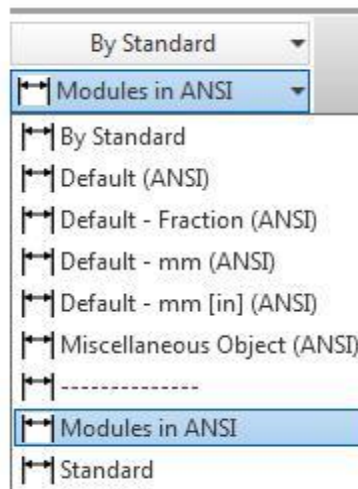 By Standard
Modules in ANSI
By Standard
Default (ANSI)
Default - Fraction (ANSI)
Default - mm (ANSI)
Default - mm [in] (ANSI)
Miscellaneous Object (ANSI)
--------------
Modules in ANSI
Standard